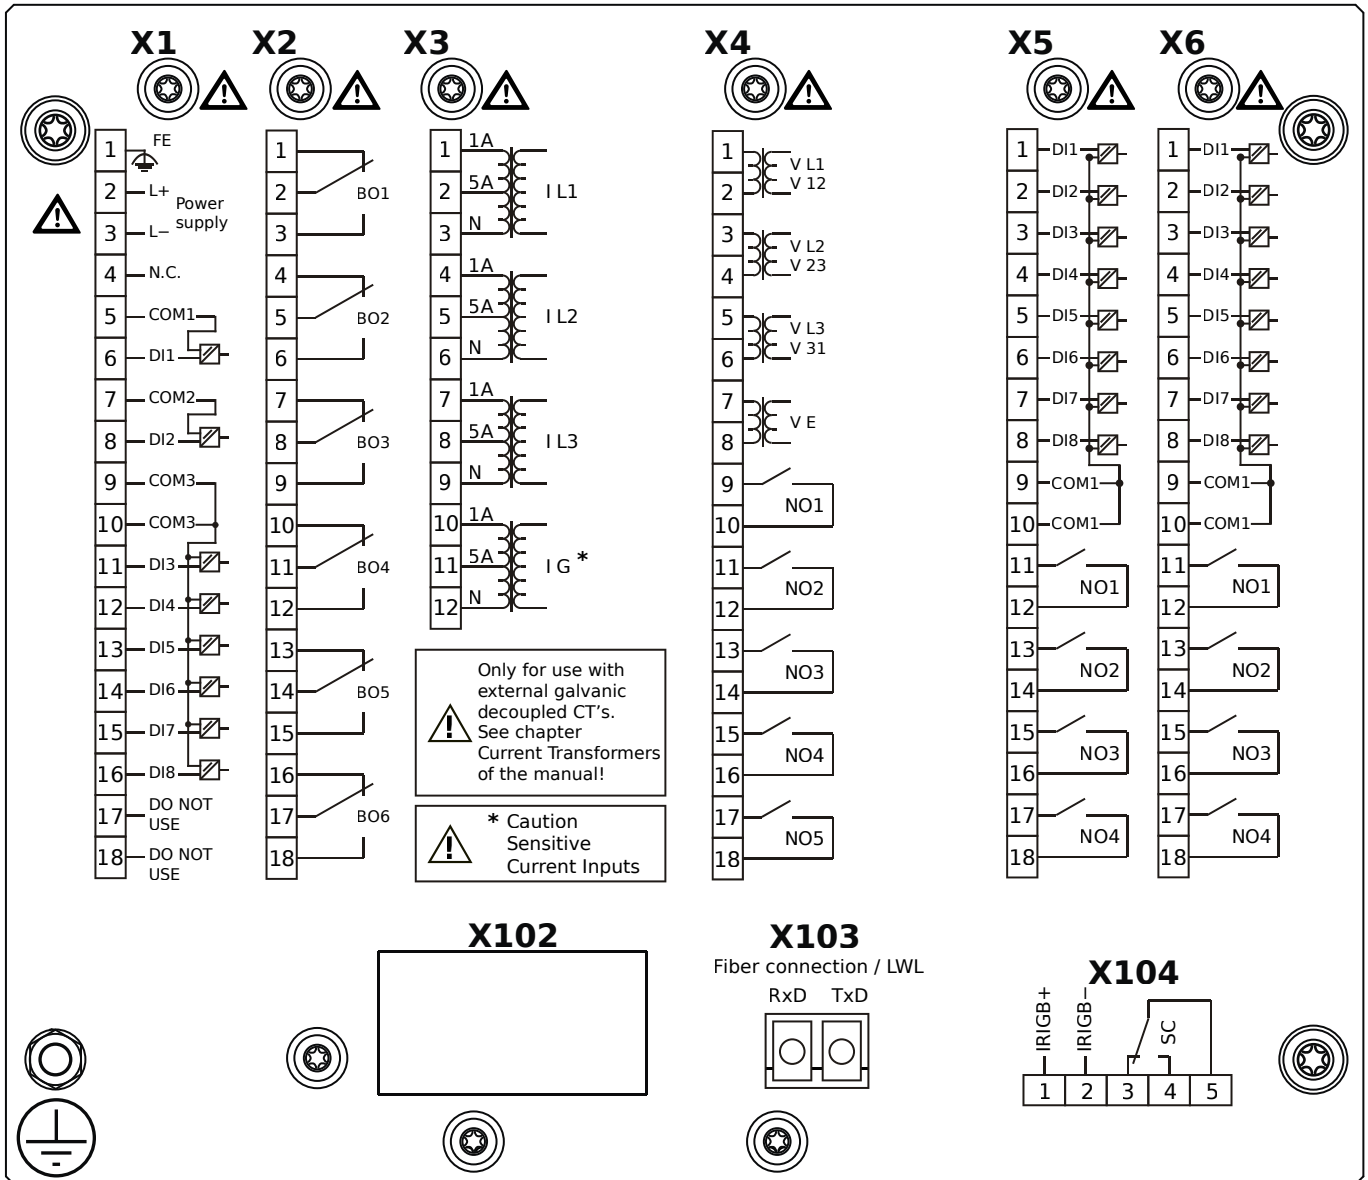 X1
X2
X3
X4
X5
X6
1 FE
2 L+
Power
supply
3 L−
4 N.C.
5 COM1
6 DI1
7 COM2
8 DI2
9 COM3
10 COM3
11 DI3
12 DI4
13 DI5
14 DI6
15 DI7
16 DI8
17 DO NOT
USE
18 DO NOT
USE
1
2 BO1
3
4
5 BO2
6
7
8 BO3
9
10
11 BO4
12
13
14 BO5
15
16
17 BO6
18
1 1A
2 5A I L1
3 N
4 1A
5 5A I L2
6 N
7 1A
8 5A I L3
9 N
10 1A
11 5A I G *
12 N
Only for use with
external galvanic
decoupled CT's.
See chapter
Current Transformers
of the manual!
* Caution
Sensitive
Current Inputs
1 V L1
2 V 12
3 V L2
4 V 23
5 V L3
6 V 31
7 V E
8
9
10 NO1
11
12 NO2
13
14 NO3
15
16 NO4
17
18 NO5
1 DI1
2 DI2
3 DI3
4 DI4
5 DI5
6 DI6
7 DI7
8 DI8
9 COM1
10 COM1
11
12 NO1
13
14 NO2
15
16 NO3
17
18 NO4
1 DI1
2 DI2
3 DI3
4 DI4
5 DI5
6 DI6
7 DI7
8 DI8
9 COM1
10 COM1
11
12 NO1
13
14 NO2
15
16 NO3
17
18 NO4
X102
X103
Fiber connection / LWL
RxD TxD
X104
IRIGB+
IRIGB−
SC
1 2 3 4 5